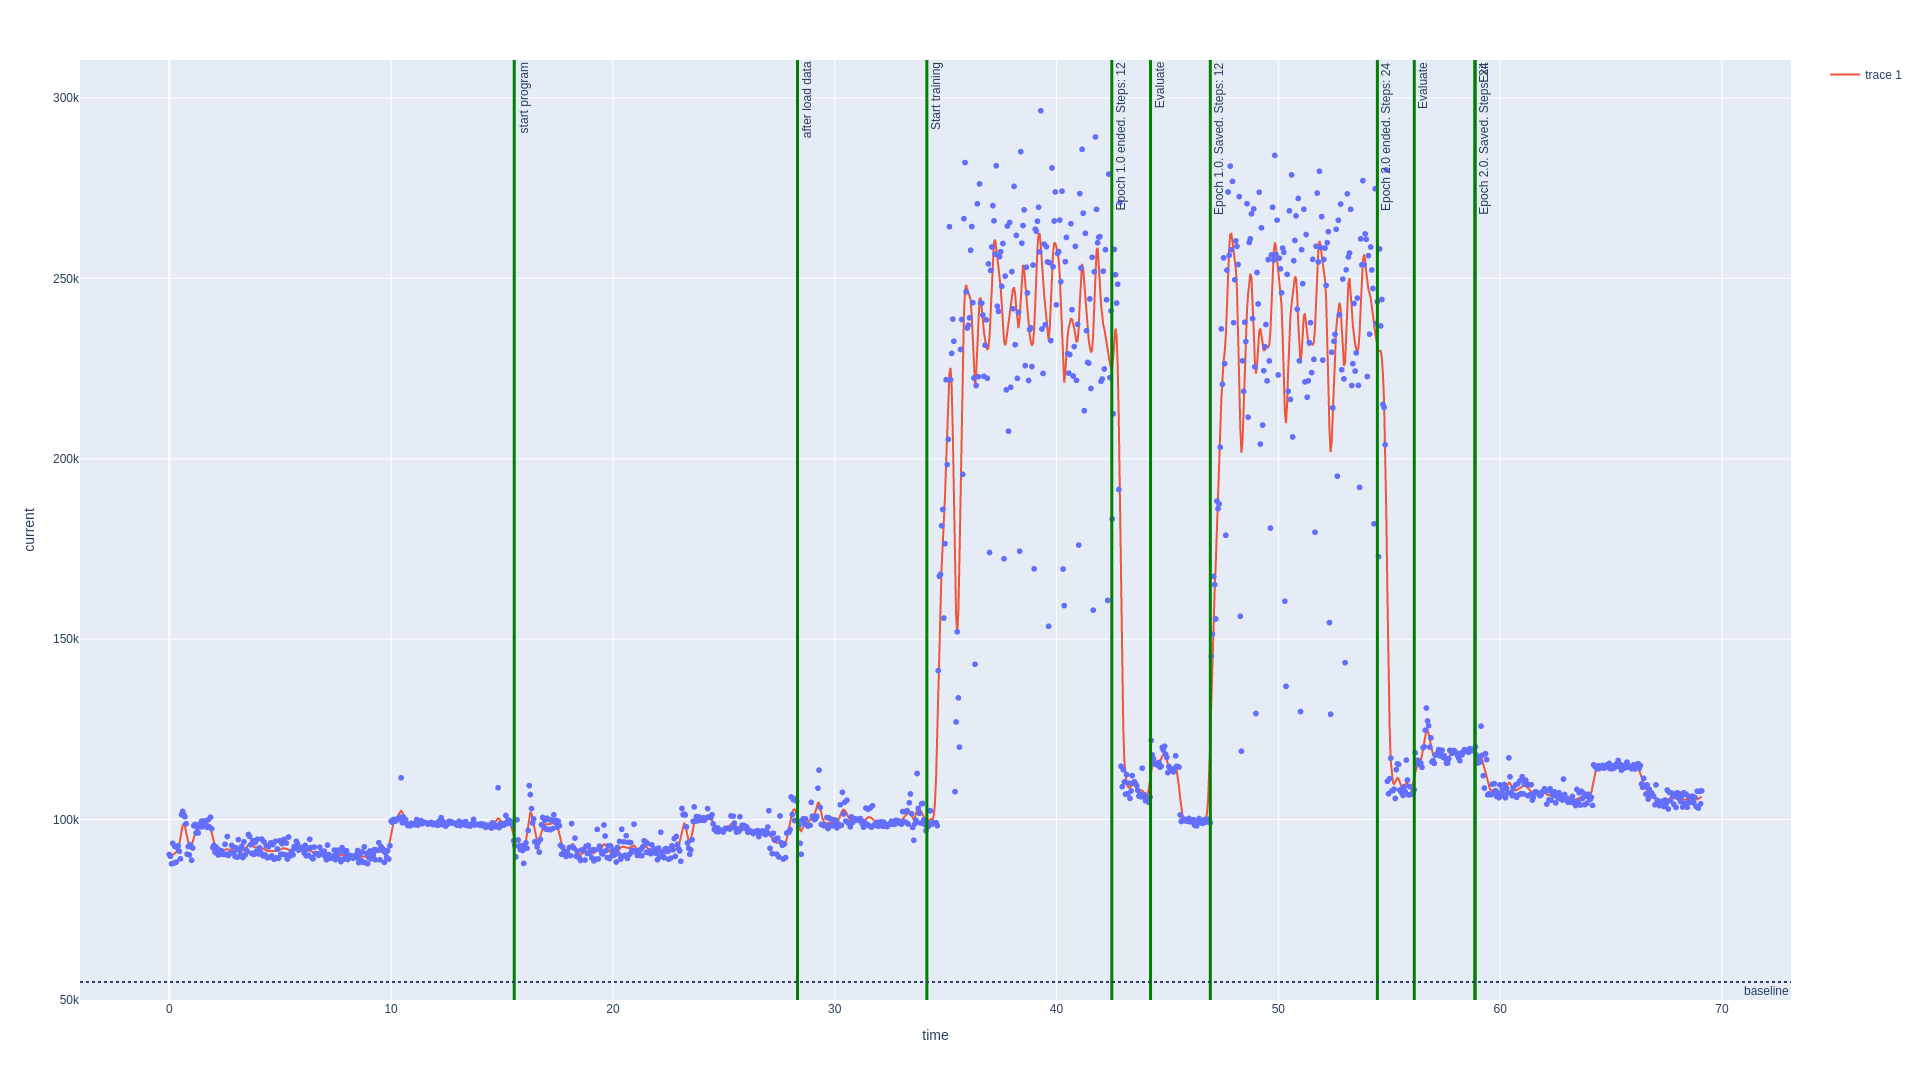 trace 1
start program
after load data
Start training
Epoch 1.0 ended. Steps: 12
Evaluate
Epoch 1.0. Saved. Steps: 12
Epoch 2.0 ended. Steps: 24
Evaluate
Epoch 2.0. Saved. Steps: 24
Exit
300k
250k
200k
150k
100k
50k
current
baseline
0
10
20
30
40
50
60
70
time